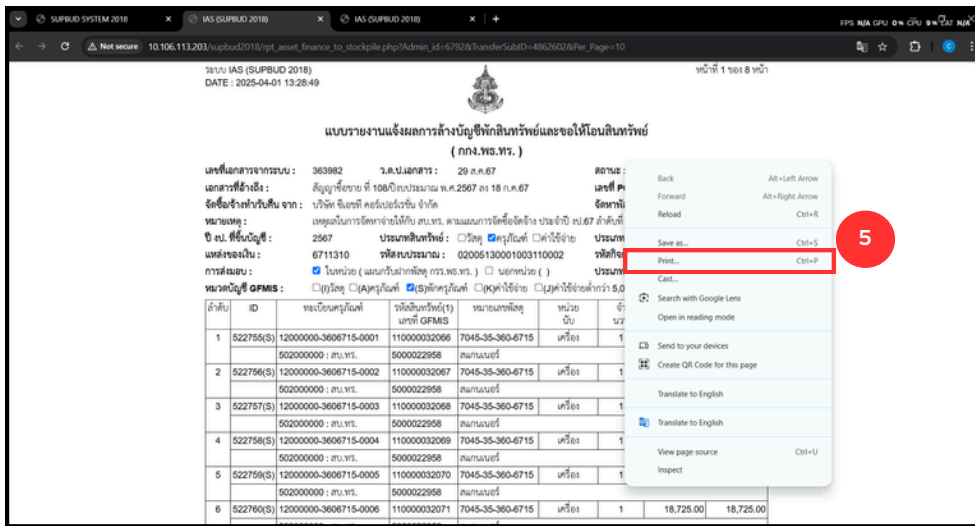 SUPBUD SYSTEM 2018
IAS (SUPBUD 2018)
IAS (SUPBUD 2018)
FPS N/A GPU 0% CPU 9% LAT N/A
Not secure 10.106.113.203/supbud2018/rpt_asset_finance_to_stockpile.php?Admin_id=6792&TransferSubID=4862602&Per_Page=10
ระบบ IAS (SUPBUD 2018)
หน้าที่ 1 ของ 8 หน้า
DATE : 2025-04-01 13:28:49
แบบรายงานแจ้งผลการล้างบัญชีพักสินทรัพย์และขอให้โอนสินทรัพย์
( กกง.พธ.ทร. )
เลขที่เอกสารจากระบบ : 363982 ว.ด.ป.เอกสาร : 29 ส.ค.67 สถานะ :
เอกสารที่อ้างถึง : สัญญาซื้อขาย ที่ 108/ปีงบประมาณ พ.ศ.2567 ลง 18 ก.ค.67 เลขที่
จัดซื้อ/จ้างทำ/รับคืน จาก : บริษัท ซีเอชที คอร์เปอร์เรชั่น จำกัด
หมายเหตุ : เหตุผลในการจัดหาจ่ายให้กับ สบ.ทร. ตามแผนการจัดซื้อจัดจ้าง ประจำปี งป.67 ลำดับที่
ปี งป. ที่ขึ้นบัญชี : 2567 ประเภทสินทรัพย์ : วัสดุ ครุภัณฑ์ ค่าใช้จ่าย
แหล่งของเงิน : 6711310 รหัสงบประมาณ : 02005130001003110002
การส่งมอบ : ในหน่วย ( แผนกรับฝากพัสดุ กรว.พธ.ทร. ) นอกหน่วย ( )
หมวดบัญชี GFMIS : (I)วัสดุ (A)ครุภัณฑ์ (S)พักครุภัณฑ์ (K)ค่าใช้จ่าย (J)ค่าใช้จ่ายต่ำกว่า
ลำดับ ID ทะเบียนครุภัณฑ์ รหัสสินทรัพย์(1) หมายเลขพัสดุ หน่วย
เลขที่ GFMIS นับ
1 522755(S) 12000000-3606715-0001 110000032066 7045-35-360-6715 เครื่อง 1
502000000 : สบ.ทร. 5000022958 สแกนเนอร์
2 522756(S) 12000000-3606715-0002 110000032067 7045-35-360-6715 เครื่อง 1
502000000 : สบ.ทร. 5000022958 สแกนเนอร์
3 522757(S) 12000000-3606715-0003 110000032068 7045-35-360-6715 เครื่อง 1
502000000 : สบ.ทร. 5000022958 สแกนเนอร์
4 522758(S) 12000000-3606715-0004 110000032069 7045-35-360-6715 เครื่อง 1
502000000 : สบ.ทร. 5000022958 สแกนเนอร์
5 522759(S) 12000000-3606715-0005 110000032070 7045-35-360-6715 เครื่อง 1
502000000 : สบ.ทร. 5000022958 สแกนเนอร์
6 522760(S) 12000000-3606715-0006 110000032071 7045-35-360-6715 เครื่อง 1 18,725.00 18,725.00
Back Alt+Left Arrow
Forward Alt+Right Arrow
Reload Ctrl+R
Save as... Ctrl+S
Print... Ctrl+P
Cast...
Search with Google Lens
Open in reading mode
Send to your devices
Create QR Code for this page
Translate to English
Translate to English
View page source Ctrl+U
Inspect
5